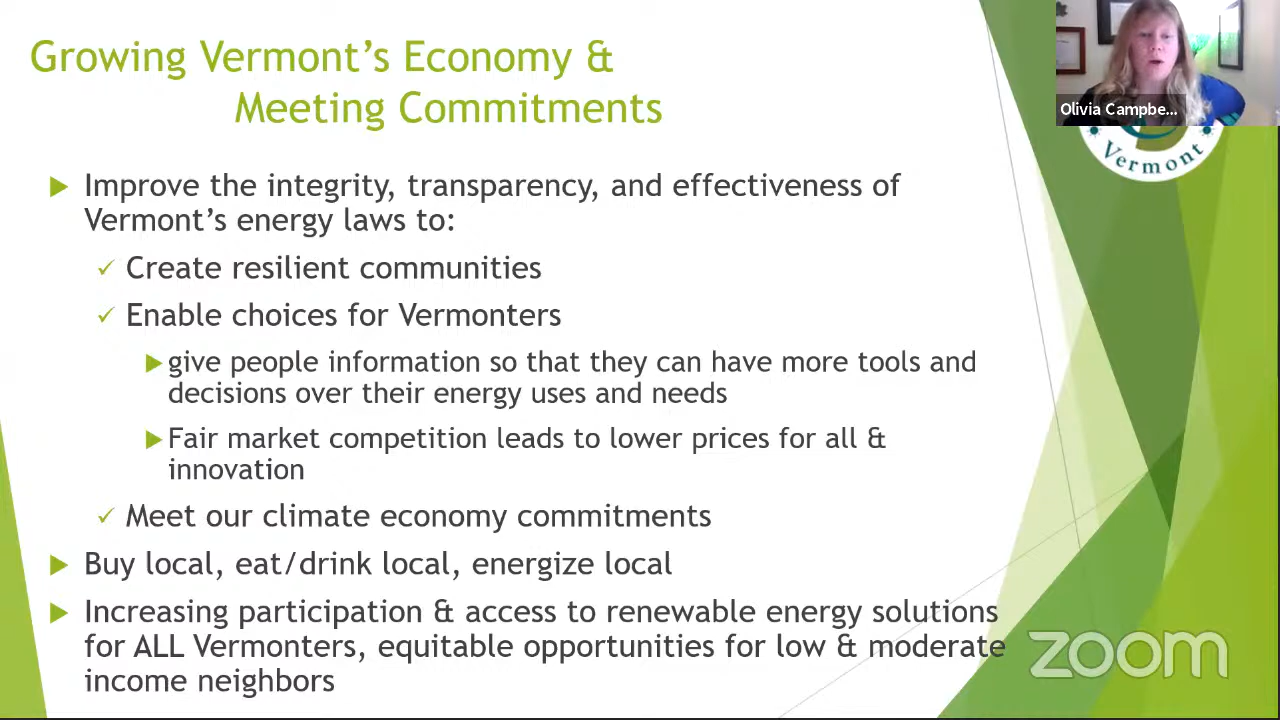 Growing Vermont's Economy &
Meeting Commitments
Olivia Campbe...
Vermont
Improve the integrity, transparency, and effectiveness of
Vermont's energy laws to:
Create resilient communities
Enable choices for Vermonters
give people information so that they can have more tools and
decisions over their energy uses and needs
Fair market competition leads to lower prices for all &
innovation
Meet our climate economy commitments
Buy local, eat/drink local, energize local
Increasing participation & access to renewable energy solutions
for ALL Vermonters, equitable opportunities for low & moderate
income neighbors
zoom